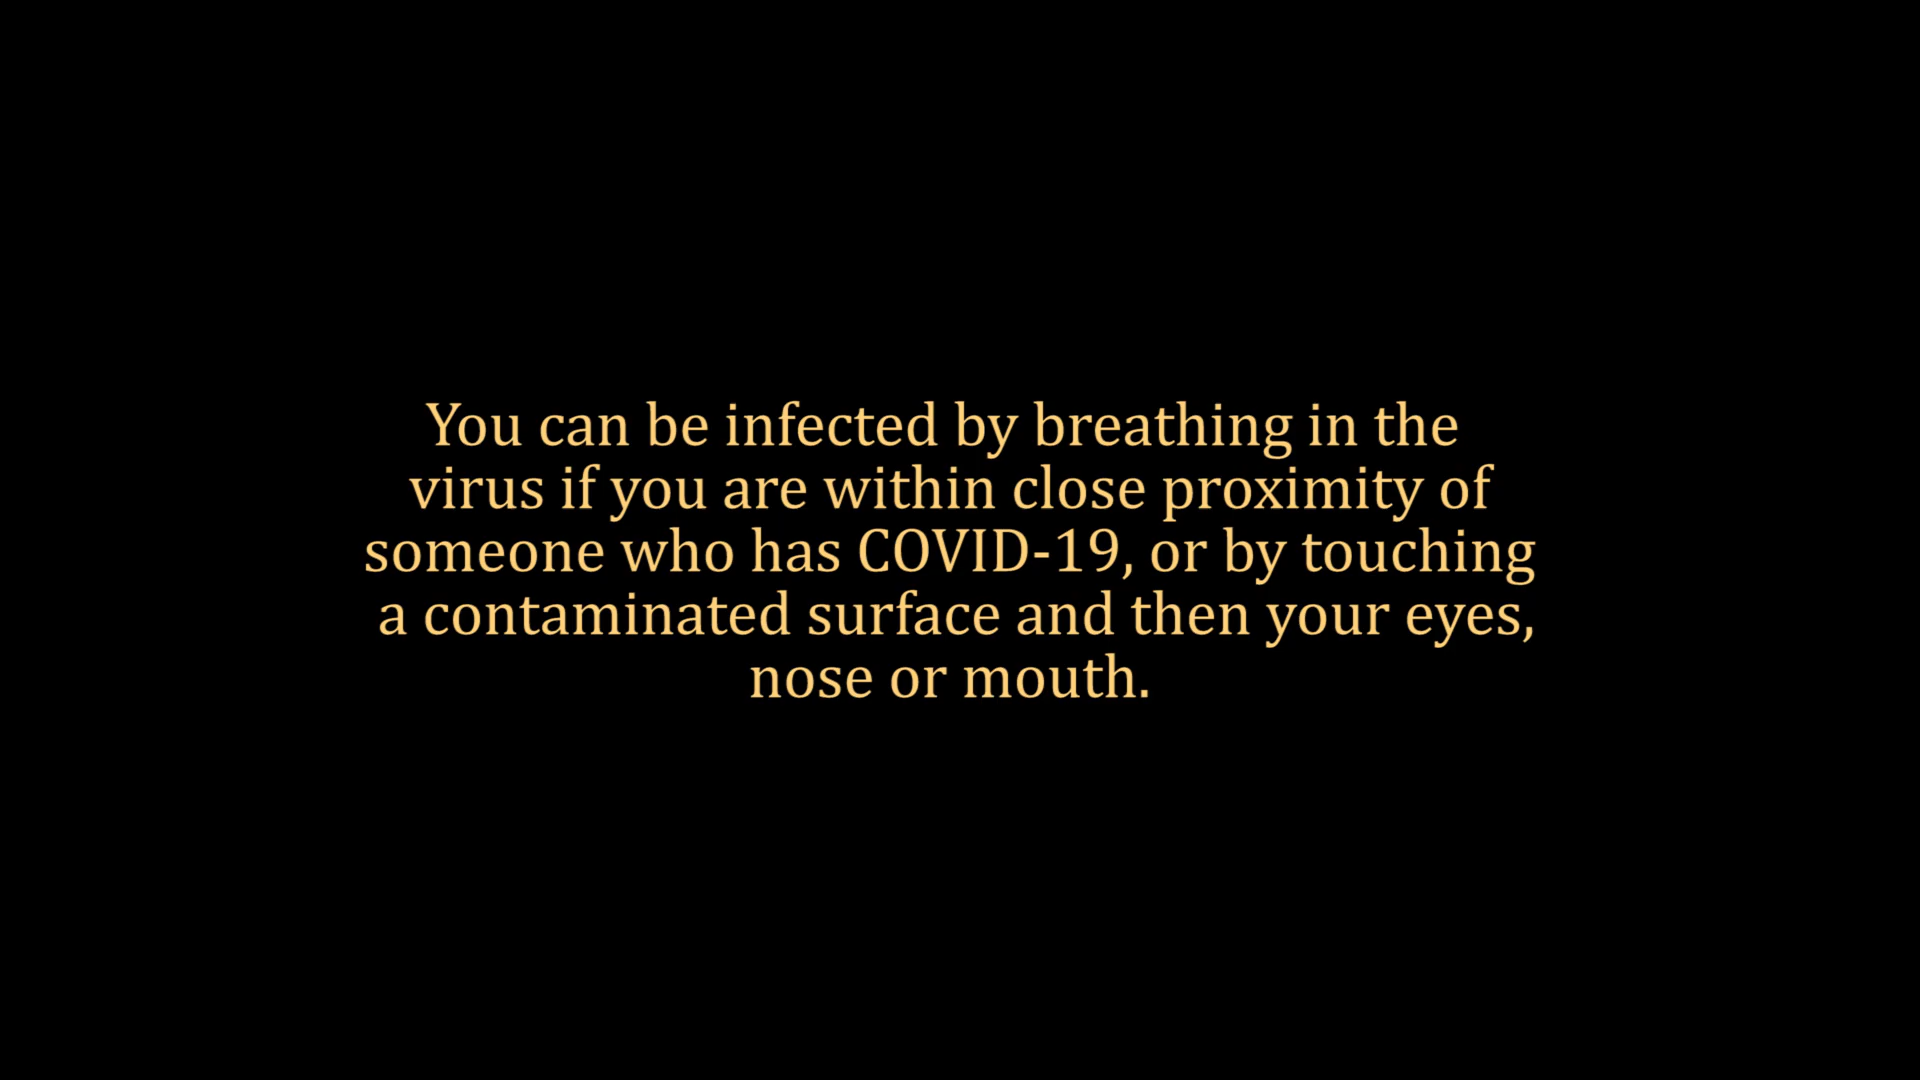 You can be infected by breathing in the
virus if you are within close proximity of
someone who has COVID-19, or by touching
a contaminated surface and then your eyes,
nose or mouth.